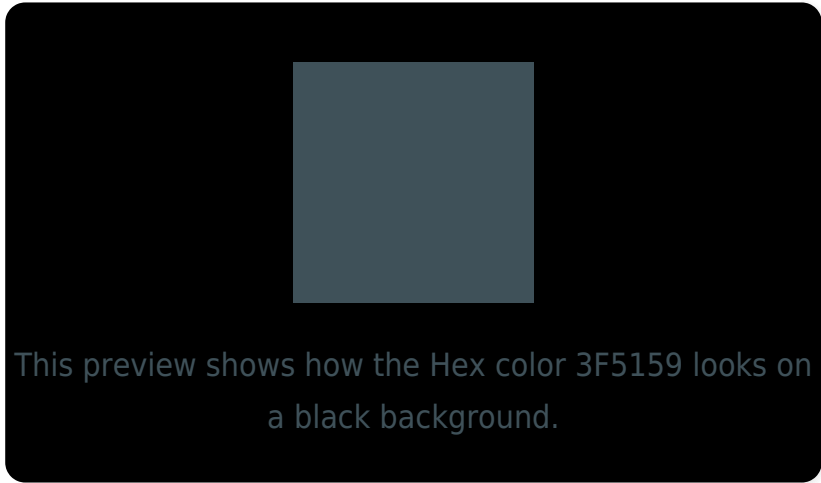 This preview shows how the Hex color 3F5159 looks on
a black background.